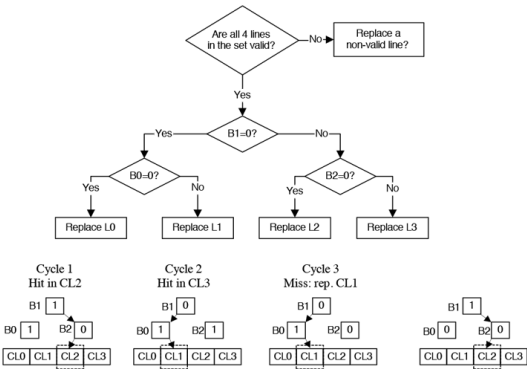 Are all 4 lines
in the set valid?
No
Replace a
non-valid line?
Yes
Yes
B1=0?
No
B0=0?
B2=0?
Yes
No
Yes
No
Replace L0
Replace L1
Replace L2
Replace L3
Cycle 1
Hit in CL2
Cycle 2
Hit in CL3
Cycle 3
Miss: rep. CL1
B1 1
B1 0
B1 0
B1 1
B0 1 B2 0
B0 1 B2 1
B0 1 B2 0
B0 0 B2 0
CL0 CL1 CL2 CL3
CL0 CL1 CL2 CL3
CL0 CL1 CL2 CL3
CL0 CL1 CL2 CL3